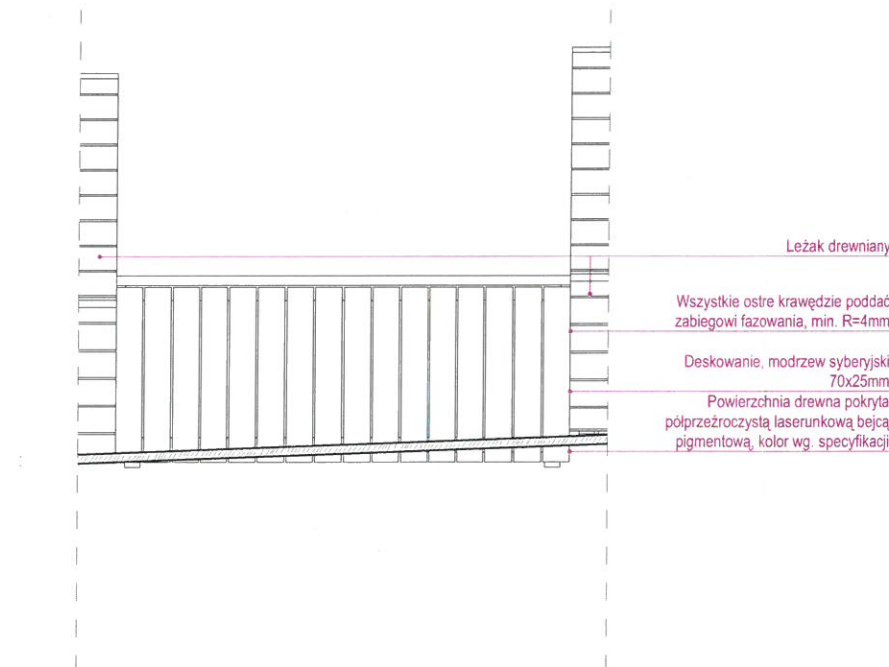 Leżak drewniany
Wszystkie ostre krawędzie poddać
zabiegowi fazowania, min. R=4mm
Deskowanie, modrzew syberyjski
70x25mm
Powierzchnia drewna pokryta
półprzeźroczystą laserunkową bejcą
pigmentową, kolor wg. specyfikacji